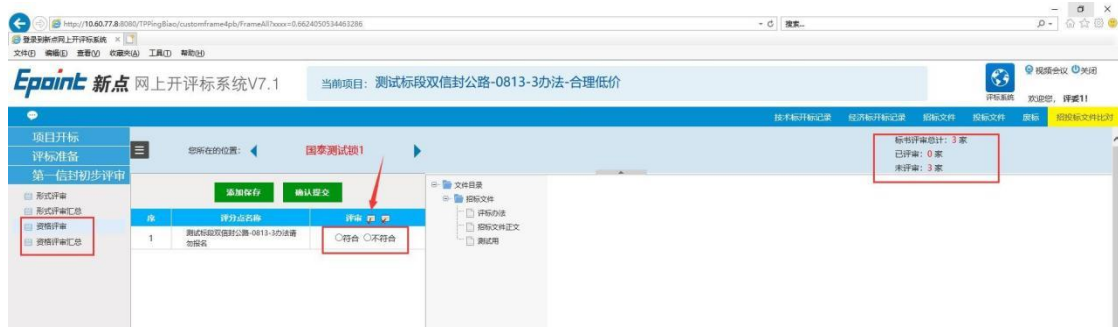 http://10.60.77.8:8080/TPPingBiao/customframe4pb/FrameAll?xxxx=0.6624050534463286
搜索...
登录到新点网上开评标系统 ×
文件(F) 编辑(E) 查看(V) 收藏夹(A) 工具(T) 帮助(H)
Epoint 新点 网上开评标系统V7.1
当前项目: 测试标段双信封公路-0813-3办法-合理低价
评标系统
视频会议 关闭
欢迎您, 评委1!
技术标开标记录 经济标开标记录 招标文件 投标文件 废标 招投标文件比对
项目开标
评标准备
第一信封初步评审
形式评审
形式评审汇总
资格评审
资格评审汇总
您所在的位置:
国泰测试锁1
标书评审总计: 3 家
已评审: 0 家
未评审: 3 家
添加保存 确认提交
序 评分点名称 评审
1 测试标段双信封公路-0813-3办法请勿报名 ○符合 ○不符合
文件目录
招标文件
评标办法
招标文件正文
测试用